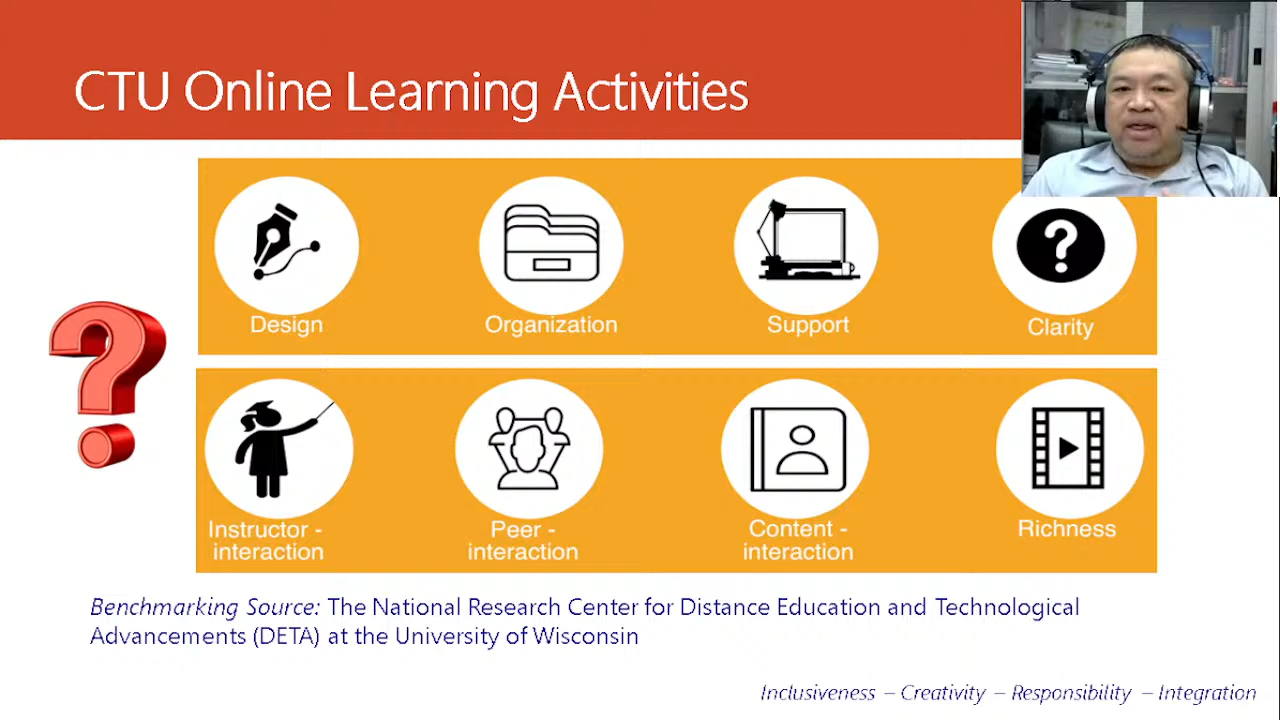 CTU Online Learning Activities
Design
Organization
Support
Clarity
Instructor -
interaction
Peer -
interaction
Content -
interaction
Richness
Benchmarking Source: The National Research Center for Distance Education and Technological
Advancements (DETA) at the University of Wisconsin
Inclusiveness – Creativity – Responsibility – Integration